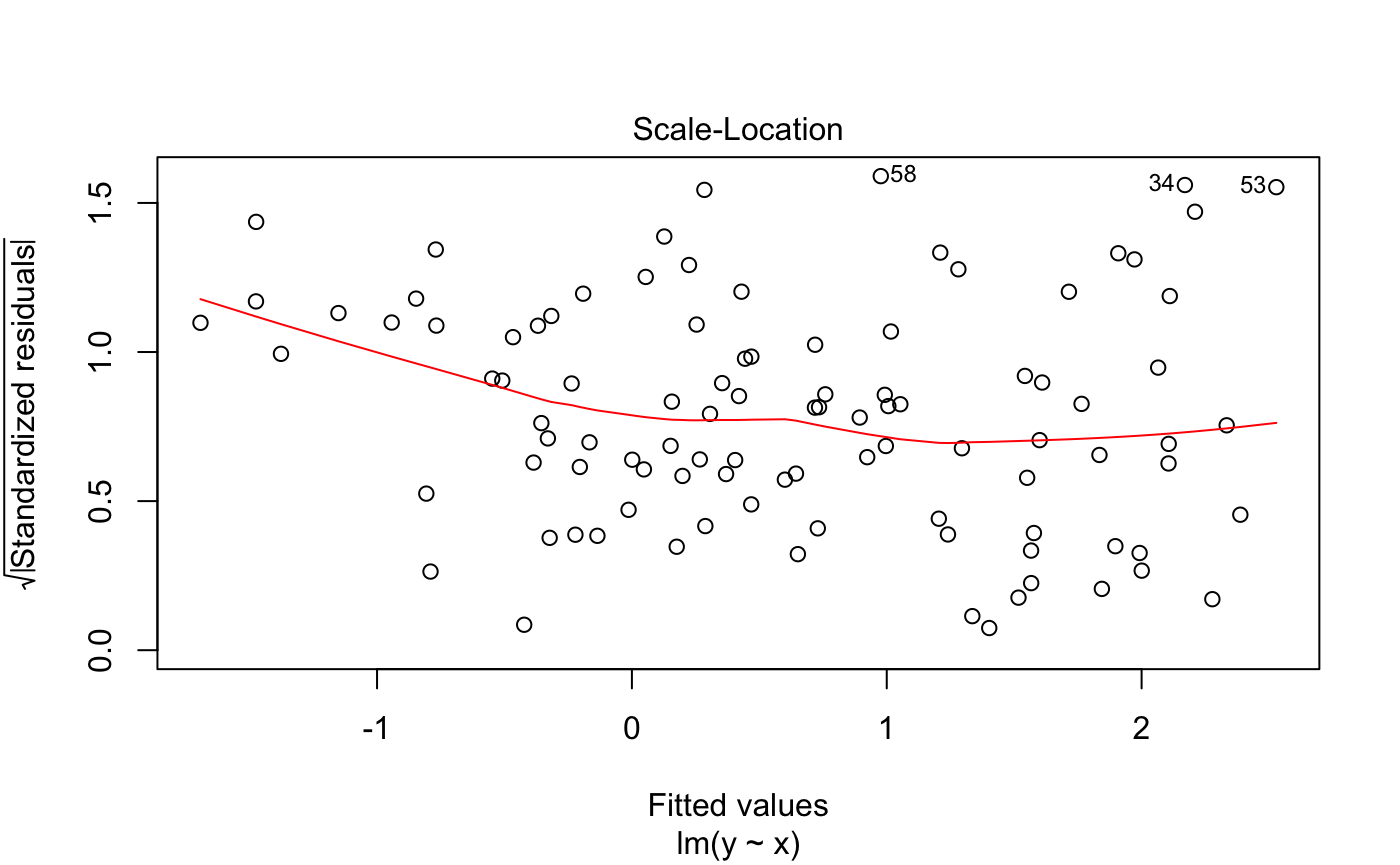 Scale-Location
√|Standardized residuals|
1.5
1.0
0.5
0.0
58
34
53
-1 0 1 2
Fitted values
lm(y ~ x)